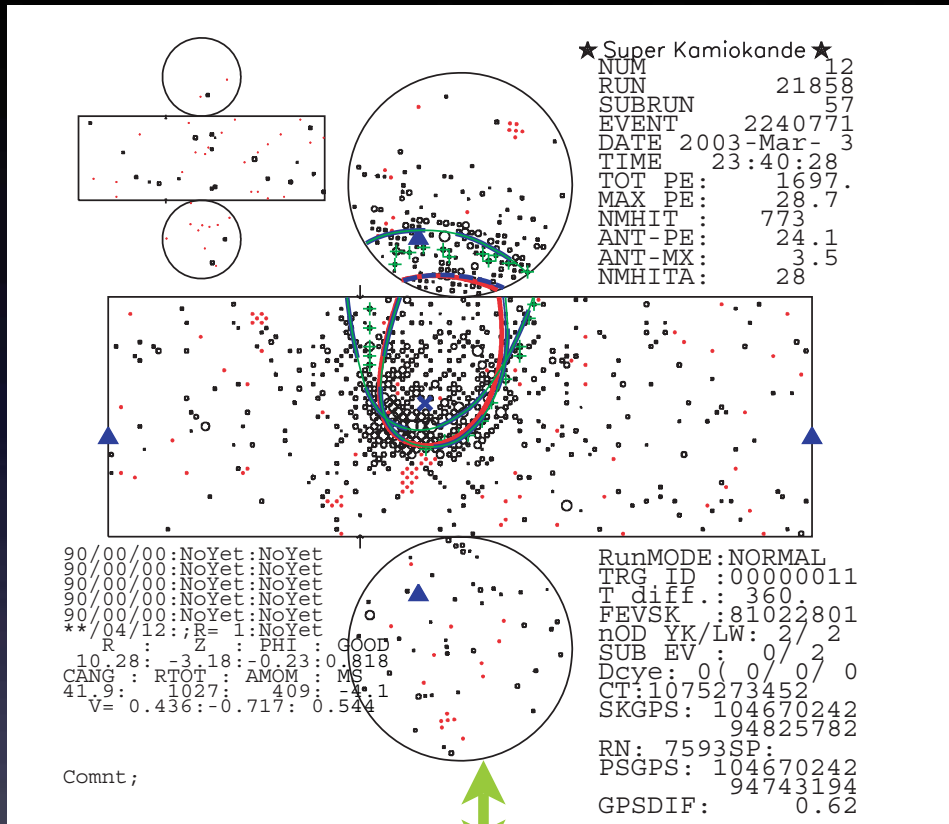 ★ Super Kamiokande ★
NUM 12
RUN 21858
SUBRUN 57
EVENT 2240771
DATE 2003-Mar- 3
TIME 23:40:28
TOT PE: 1697.
MAX PE: 28.7
NMHIT : 773
ANT-PE: 24.1
ANT-MX: 3.5
NMHITA: 28
90/00/00:NoYet:NoYet
90/00/00:NoYet:NoYet
90/00/00:NoYet:NoYet
90/00/00:NoYet:NoYet
90/00/00:NoYet:NoYet
**/04/12:;R= 1:NoYet
R : Z : PHI : GOOD
10.28: -3.18:-0.23:0.818
CANG : RTOT : AMOM : MS
41.9: 1027: 409: -4.1
V= 0.436:-0.717: 0.544
Comnt;
RunMODE:NORMAL
TRG ID :00000011
T diff.: 360.
FEVSK :81022801
nOD YK/LW: 2/ 2
SUB EV : 0/ 2
Dcye: 0( 0/ 0/ 0
CT:1075273452
SKGPS: 104670242
94825782
RN: 7593SP:
PSGPS: 104670242
94743194
GPSDIF: 0.62